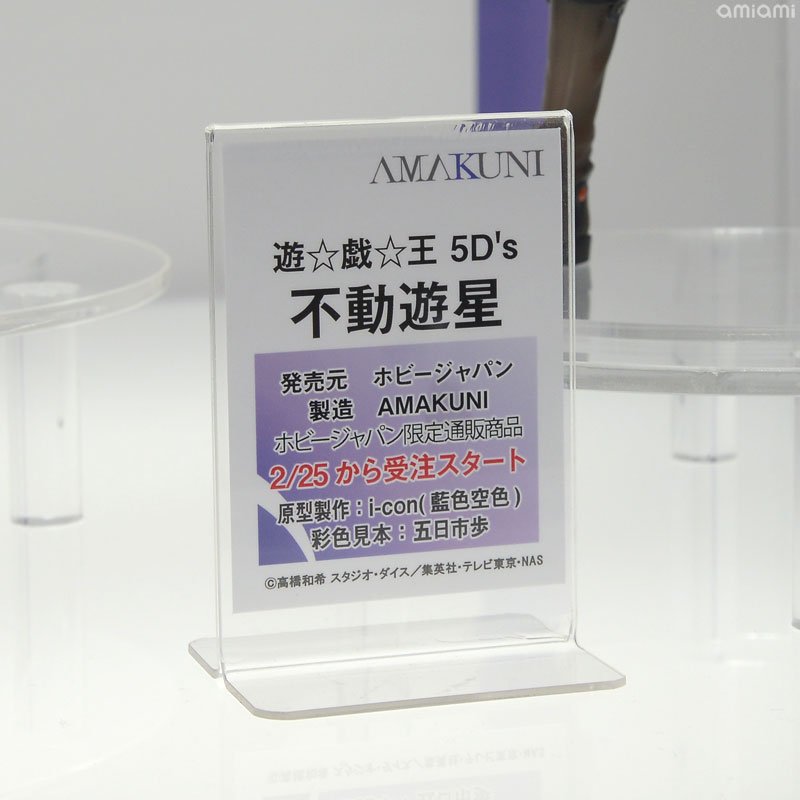 amiami
AMAKUNI
遊☆戯☆王 5D's
不動遊星
発売元 ホビージャパン
製造 AMAKUNI
ホビージャパン限定通販商品
2/25 から受注スタート
原型製作：i-con(藍色空色)
彩色見本：五日市歩
©高橋和希 スタジオ・ダイス／集英社・テレビ東京・NAS